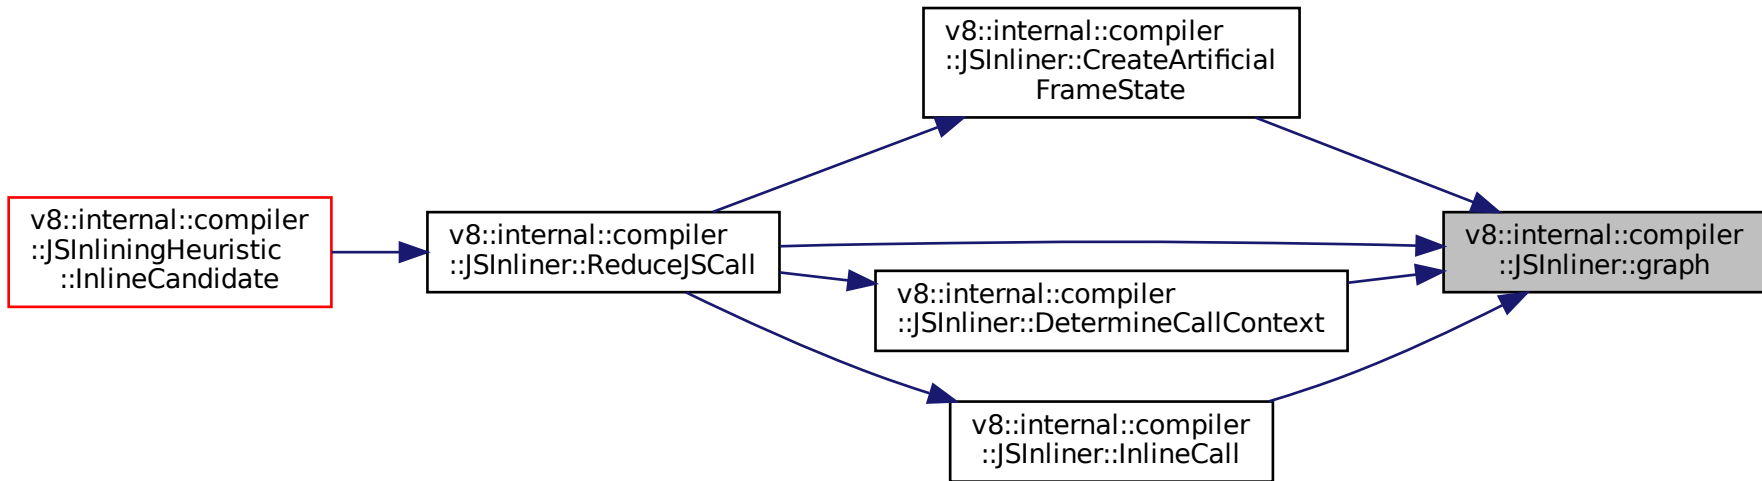 v8::internal::compiler
::JSInliner::CreateArtificial
FrameState
v8::internal::compiler
::JSInliningHeuristic
::InlineCandidate
v8::internal::compiler
::JSInliner::ReduceJSCall
v8::internal::compiler
::JSInliner::graph
v8::internal::compiler
::JSInliner::DetermineCallContext
v8::internal::compiler
::JSInliner::InlineCall